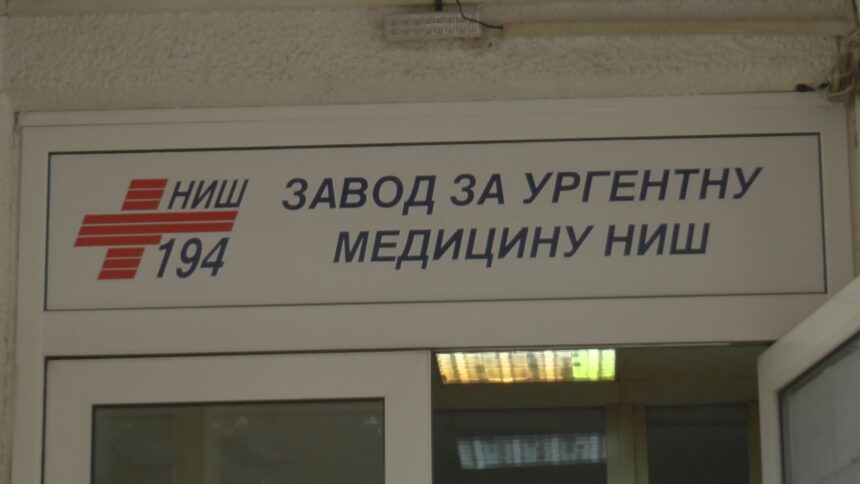 НИШ
194
ЗАВОД ЗА УРГЕНТНУ
МЕДИЦИНУ НИШ